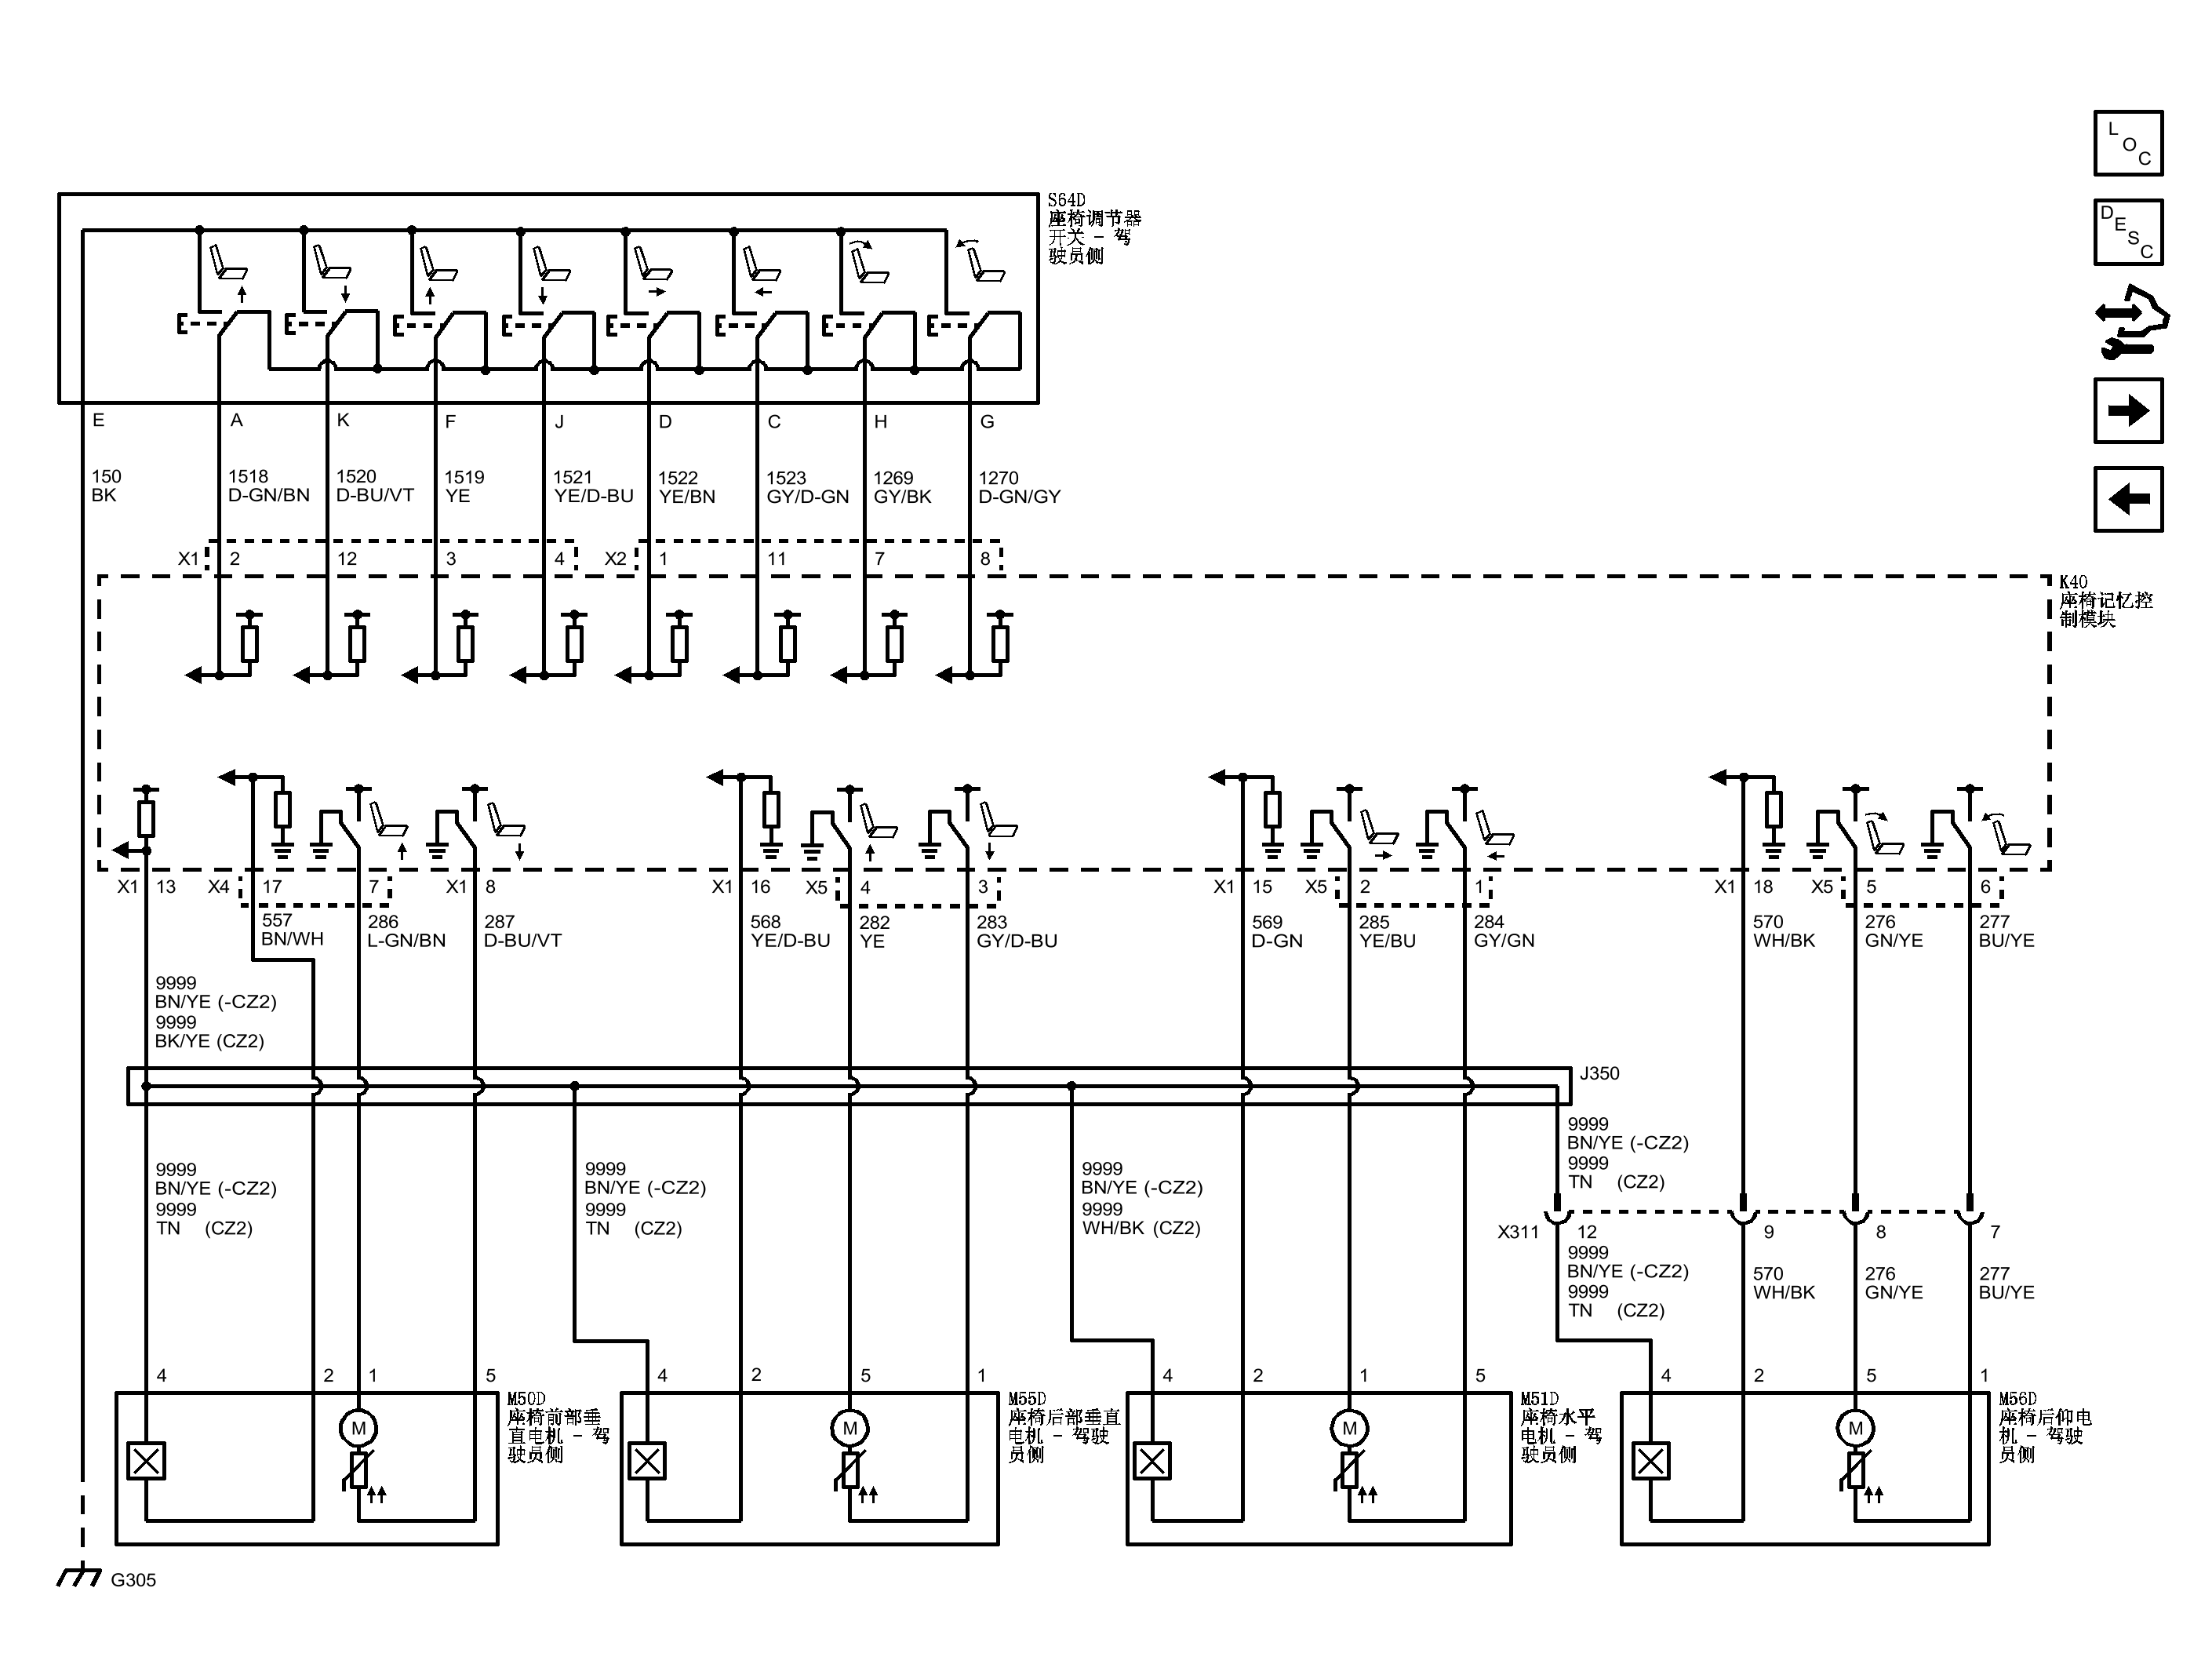 L
O
C
D
E
S
C
S64D
座椅调节器
开关 - 驾
驶员侧
E A K F J D C H G
150 1518 1520 1519 1521 1522 1523 1269 1270
BK D-GN/BN D-BU/VT YE YE/D-BU YE/BN GY/D-GN GY/BK D-GN/GY
X1 2 12 3 4 X2 1 11 7 8
K40
座椅记忆控
制模块
X1 13 X4 17 7 X1 8 X1 16 X5 4 3 X1 15 X5 2 1 X1 18 X5 5 6
557 286 287 568 282 283 569 285 284 570 276 277
BN/WH L-GN/BN D-BU/VT YE/D-BU YE GY/D-BU D-GN YE/BU GY/GN WH/BK GN/YE BU/YE
9999
BN/YE (-CZ2)
9999
BK/YE (CZ2)
J350
9999
BN/YE (-CZ2)
9999
TN (CZ2)
9999
BN/YE (-CZ2)
9999
TN (CZ2)
9999
BN/YE (-CZ2)
9999
WH/BK (CZ2)
9999
BN/YE (-CZ2)
9999
TN (CZ2)
X311 12 9 8 7
9999
BN/YE (-CZ2)
9999
TN (CZ2)
570 276 277
WH/BK GN/YE BU/YE
4 2 1 5 4 2 5 1 4 2 1 5 4 2 5 1
M50D
座椅前部垂
直电机 - 驾
驶员侧
M
M55D
座椅后部垂直
电机 - 驾驶
员侧
M
M51D
座椅水平
电机 - 驾
驶员侧
M
M56D
座椅后仰电
机 - 驾驶
员侧
M
G305